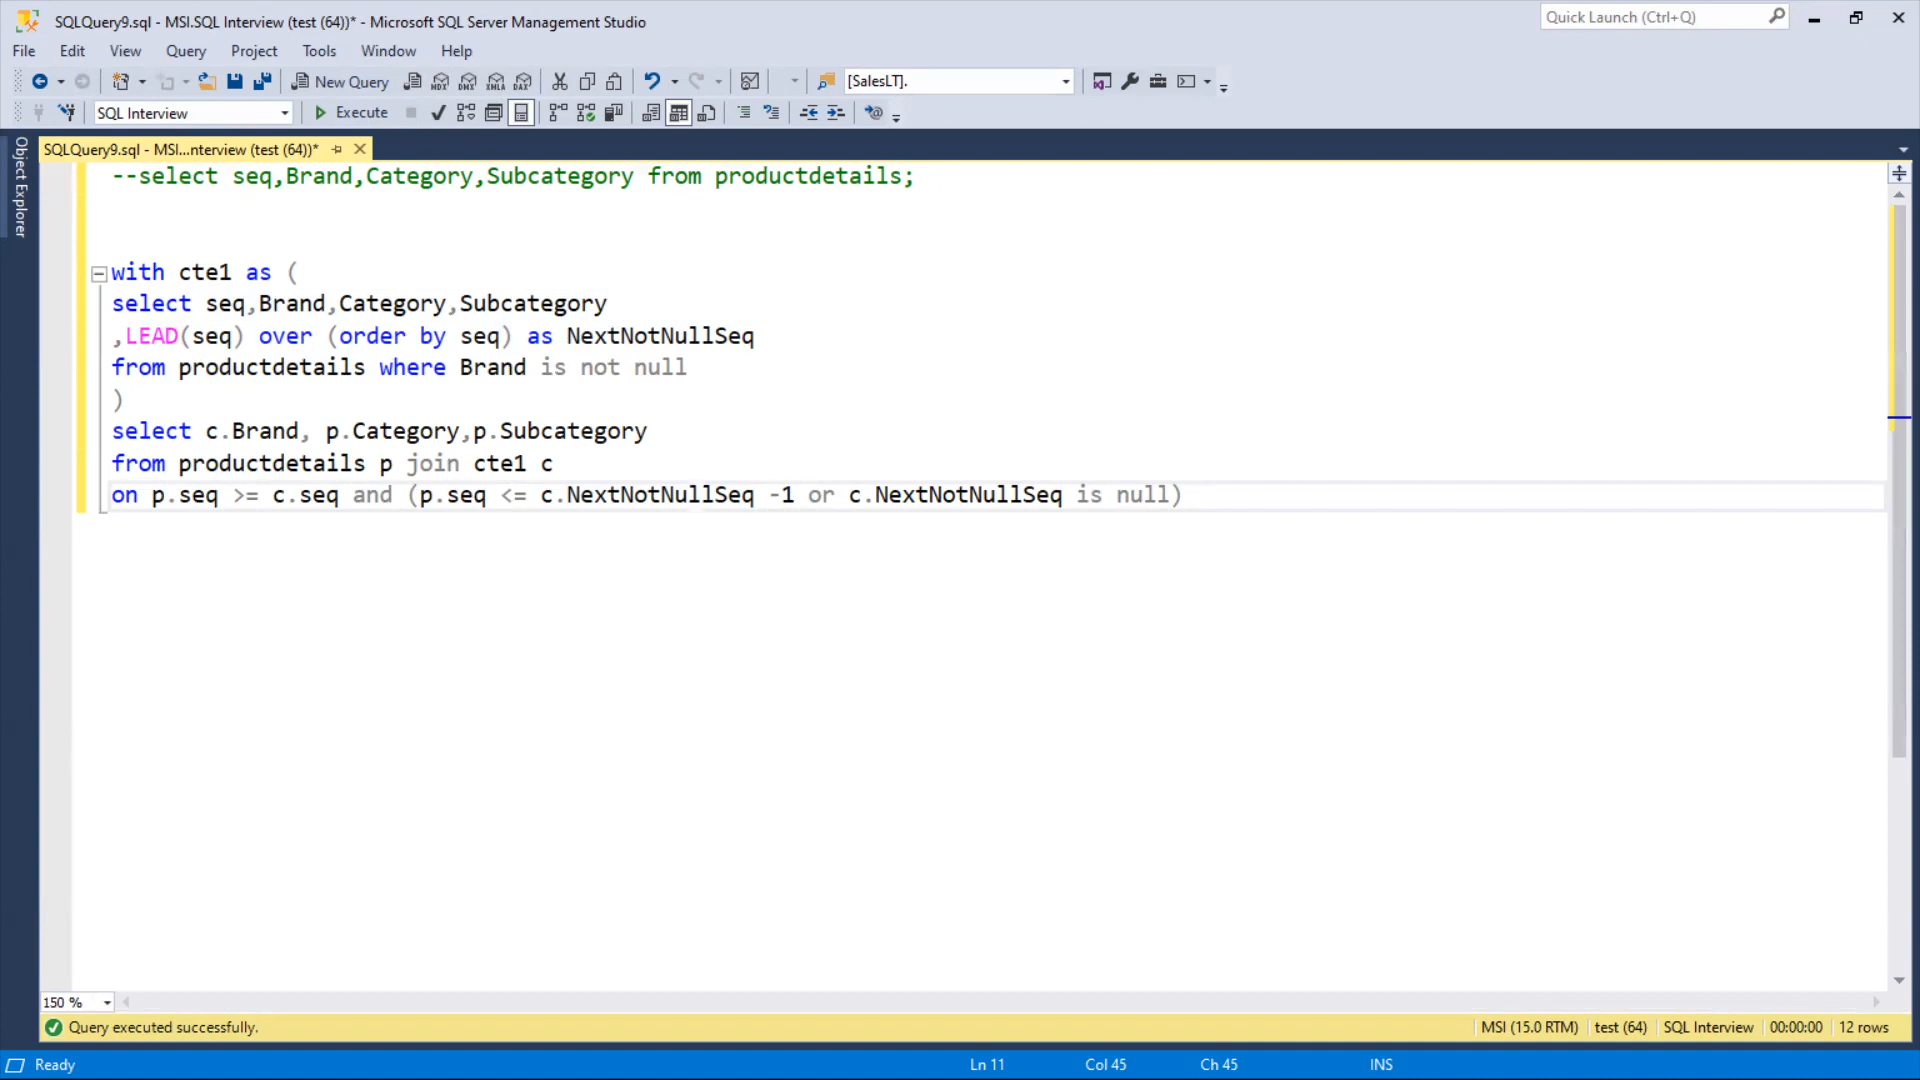 SQLQuery9.sql - MSI.SQL Interview (test (64))* - Microsoft SQL Server Management Studio
Quick Launch (Ctrl+Q)
File Edit View Query Project Tools Window Help
New Query
MDX DMX XMLA DAX
[SalesLT].
SQL Interview
Execute
Object Explorer
SQLQuery9.sql - MSI...nterview (test (64))*
--select seq,Brand,Category,Subcategory from productdetails;
with cte1 as (
select seq,Brand,Category,Subcategory
,LEAD(seq) over (order by seq) as NextNotNullSeq
from productdetails where Brand is not null
)
select c.Brand, p.Category,p.Subcategory
from productdetails p join cte1 c
on p.seq >= c.seq and (p.seq <= c.NextNotNullSeq -1 or c.NextNotNullSeq is null)
150 %
Query executed successfully.
MSI (15.0 RTM) test (64) SQL Interview 00:00:00 12 rows
Ready
Ln 11 Col 45 Ch 45 INS